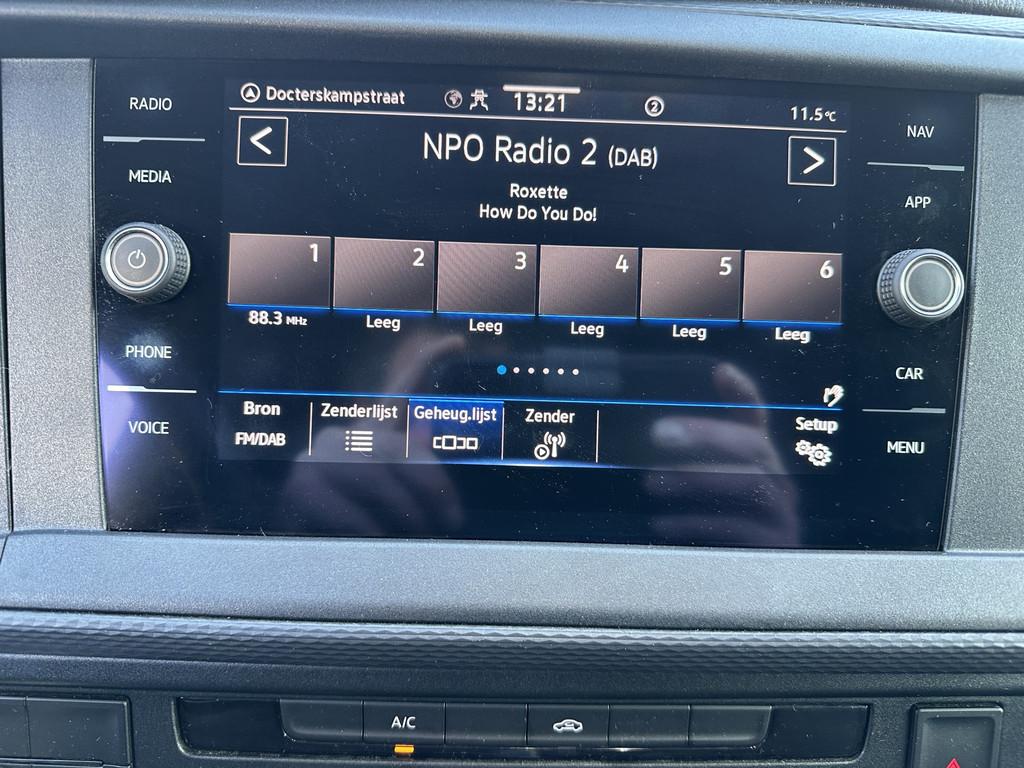 RADIO
MEDIA
PHONE
VOICE
Docterskampstraat
13:21
2
11.5°C
NPO Radio 2 (DAB)
Roxette
How Do You Do!
1 2 3 4 5 6
88.3 MHz Leeg Leeg Leeg Leeg Leeg
Bron
FM/DAB
Zenderlijst
Geheug.lijst
Zender
Setup
NAV
APP
CAR
MENU
A/C